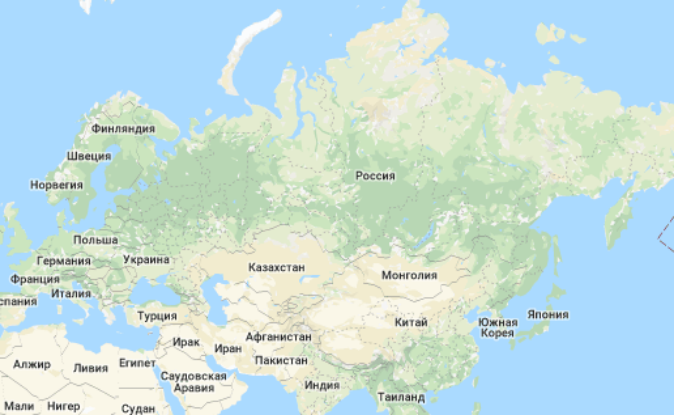 Финляндия
Швеция
Россия
Норвегия
Польша
Украина
Германия
Казахстан
Монголия
Франция
Италия
спания
Турция
Япония
Китай
Южная
Корея
Афганистан
Ирак
Иран
Пакистан
Алжир
Ливия
Египет
Саудовская
Аравия
Индия
Таиланд
Мали
Нигер
Судан